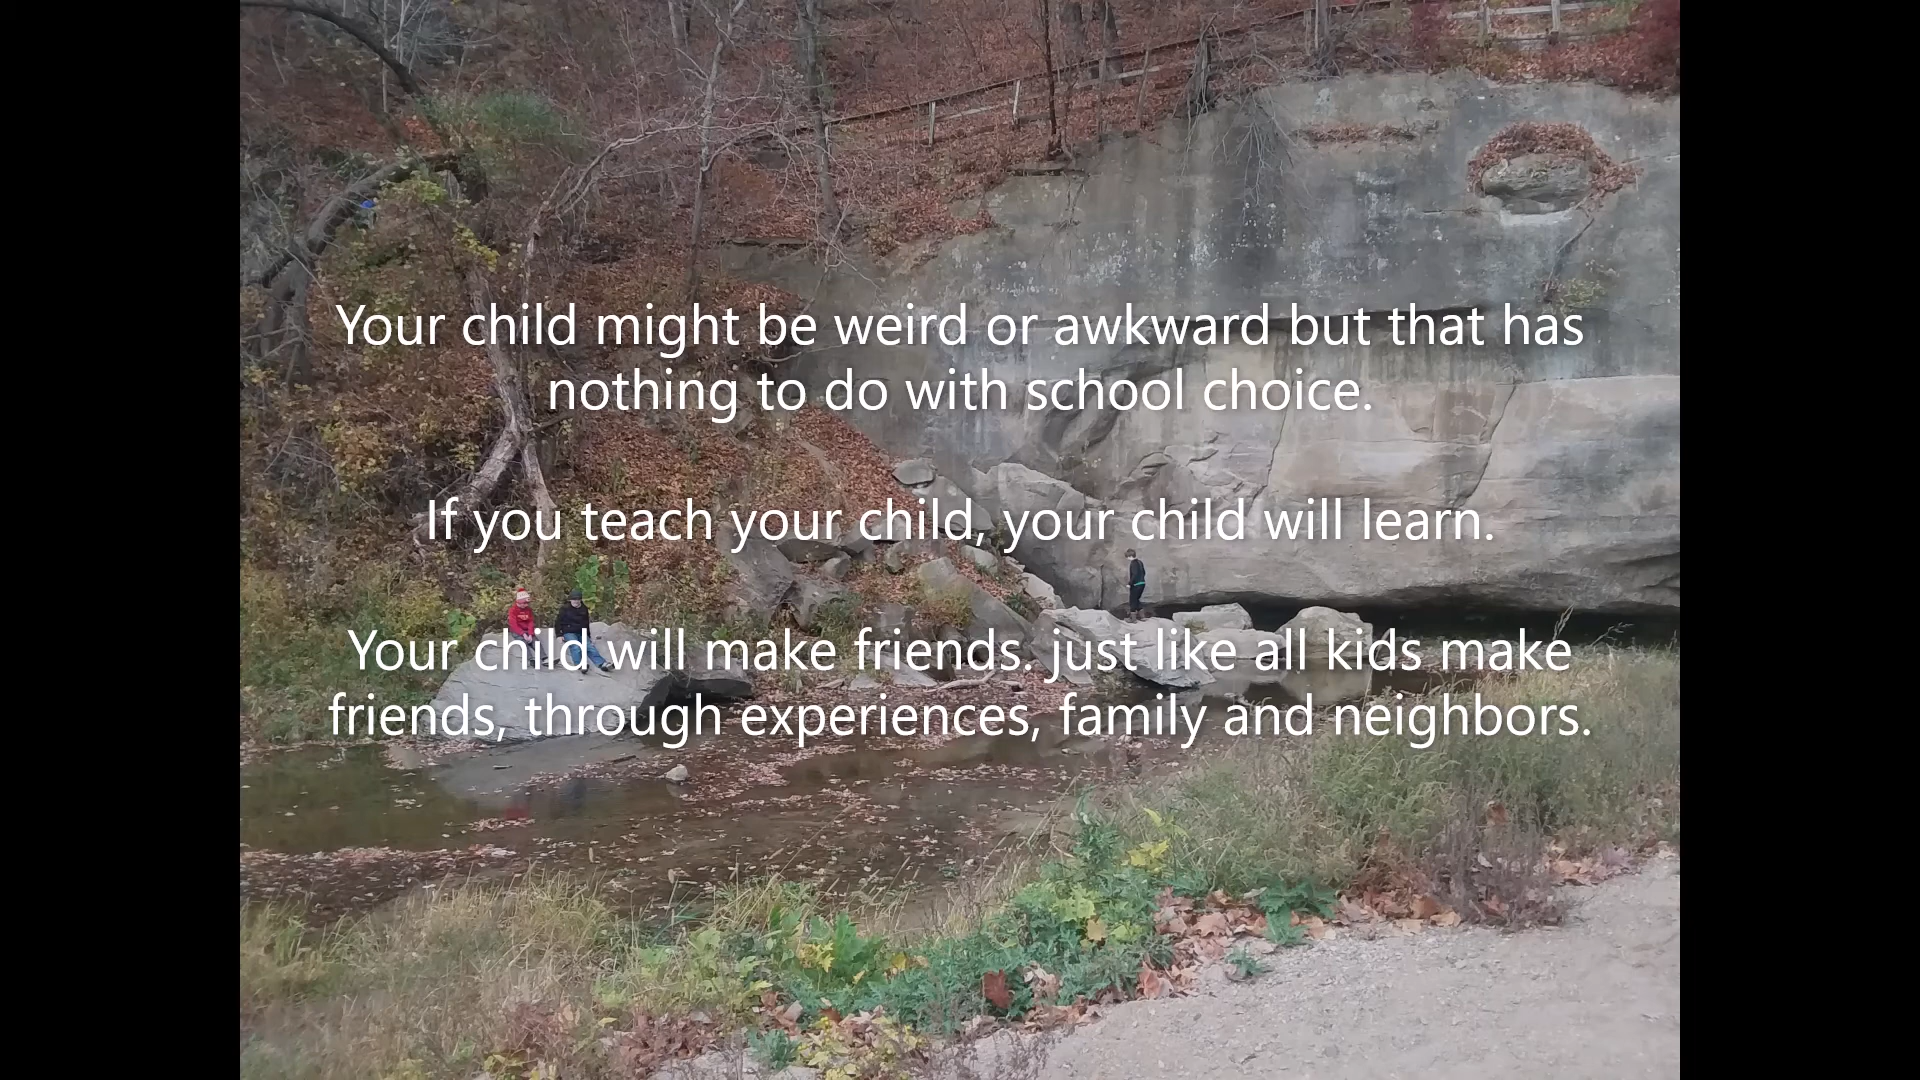 Your child might be weird or awkward but that has
nothing to do with school choice.
If you teach your child, your child will learn.
Your child will make friends. just like all kids make
friends, through experiences, family and neighbors.